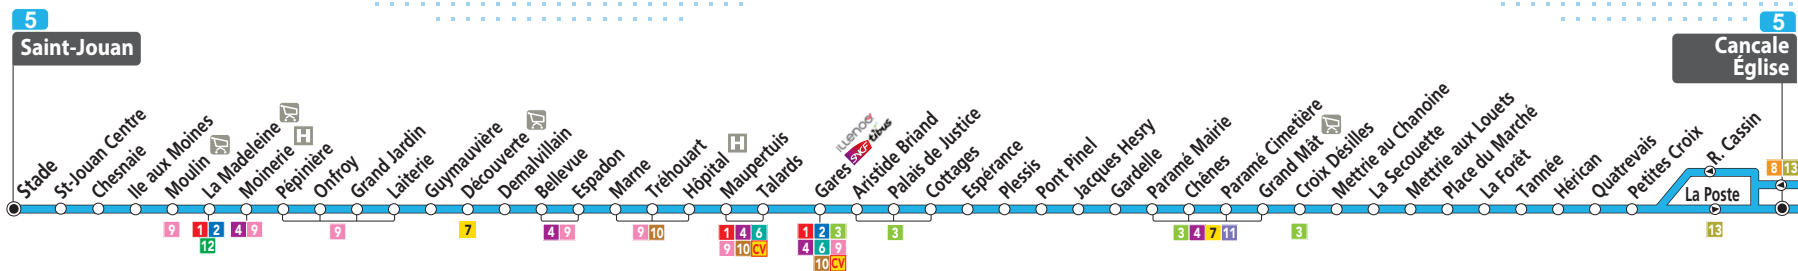 5
Saint-Jouan
5
Cancale
Église
Stade
St-Jouan Centre
Chesnaie
Ile aux Moines
Moulin
La Madeleine
Moinerie H
Pépinière
Onfroy
Grand Jardin
Laiterie
Guymauvière
Découverte
Demalvillain
Bellevue
Espadon
Marne
Tréhouart
Hôpital H
Maupertuis
Talards
Gares SNCF ILLENOO tibus
Aristide Briand
Palais de Justice
Cottages
Espérance
Plessis
Pont Pinel
Jacques Hesry
Gardelle
Paramé Mairie
Chênes
Paramé Cimetière
Grand Mât
Croix Désilles
Mettrie au Chanoine
La Secouette
Mettrie aux Louets
Place du Marché
La Forêt
Tannée
Hérican
Quatrevais
Petites Croix
R. Cassin
La Poste
8 13
9
1 2
12
4 9
9
7
4 9
9 10
1 4 6
9 10 CV
1 2 3
4 6 9
10 CV
3
3 4 7 11
3
13